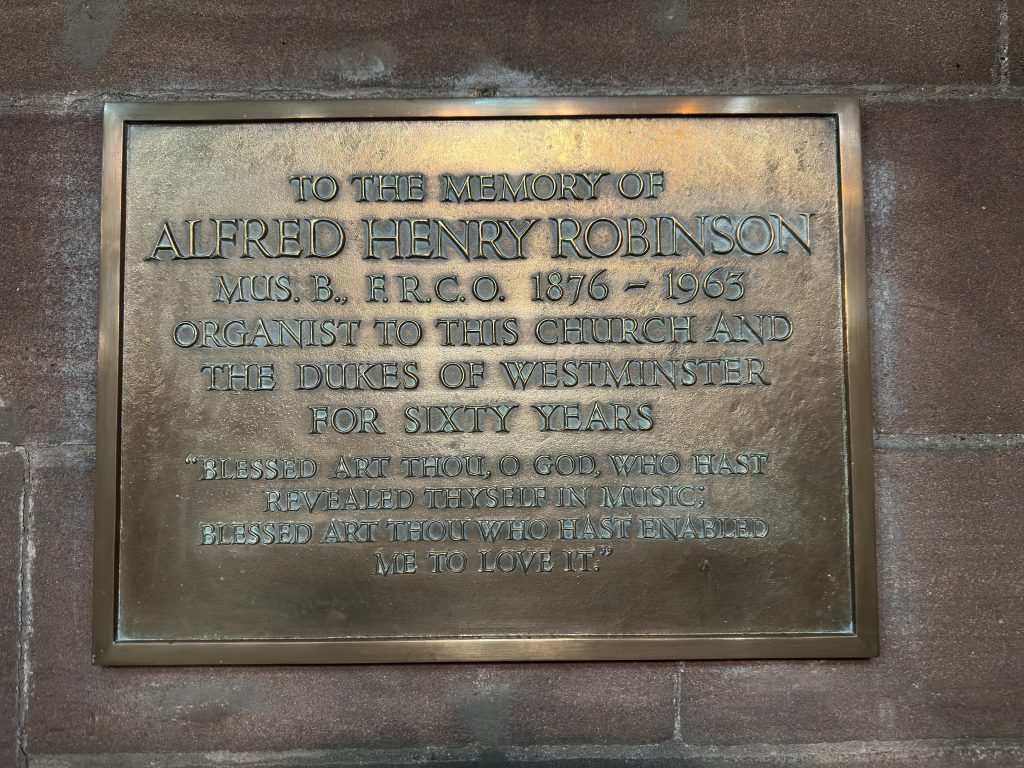 TO THE MEMORY OF
ALFRED HENRY ROBINSON
MUS. B., F.R.C.O. 1876 – 1963
ORGANIST TO THIS CHURCH AND
THE DUKES OF WESTMINSTER
FOR SIXTY YEARS
“BLESSED ART THOU, O GOD, WHO HAST
REVEALED THYSELF IN MUSIC;
BLESSED ART THOU WHO HAST ENABLED
ME TO LOVE IT.”